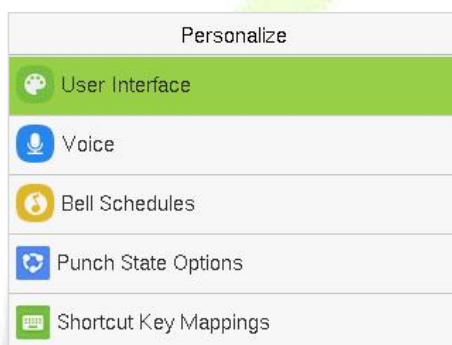 Personalize
User Interface
Voice
Bell Schedules
Punch State Options
Shortcut Key Mappings